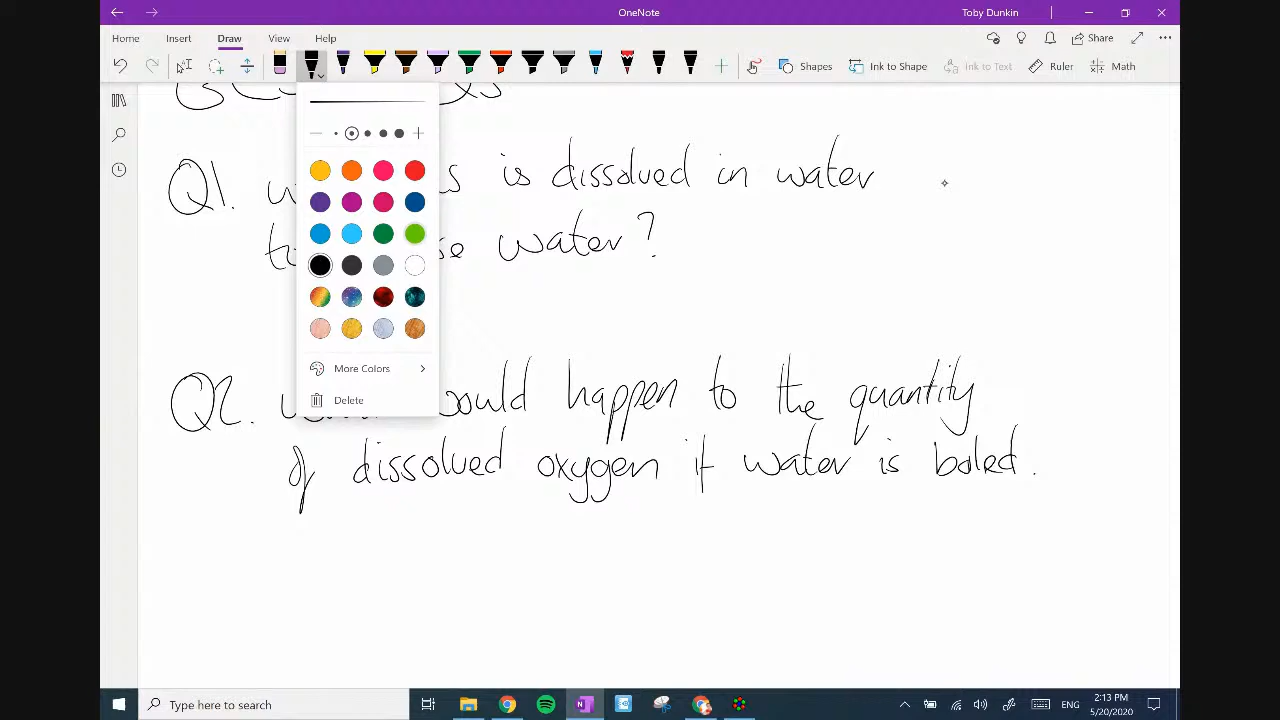 OneNote
Toby Dunkin
Home Insert Draw View Help
Share
Shapes Ink to Shape Ink to Text Ruler Math
Q1. is dissolved in water
water?
More Colors
Delete
Q2. would happen to the quantity
of dissolved oxygen if water is boiled.
Type here to search
ENG
2:13 PM
5/20/2020